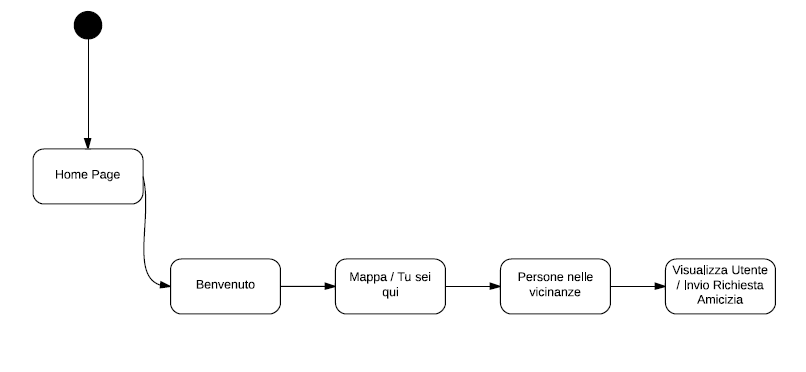 Home Page
Benvenuto
Mappa / Tu sei
qui
Persone nelle
vicinanze
Visualizza Utente
/ Invio Richiesta
Amicizia